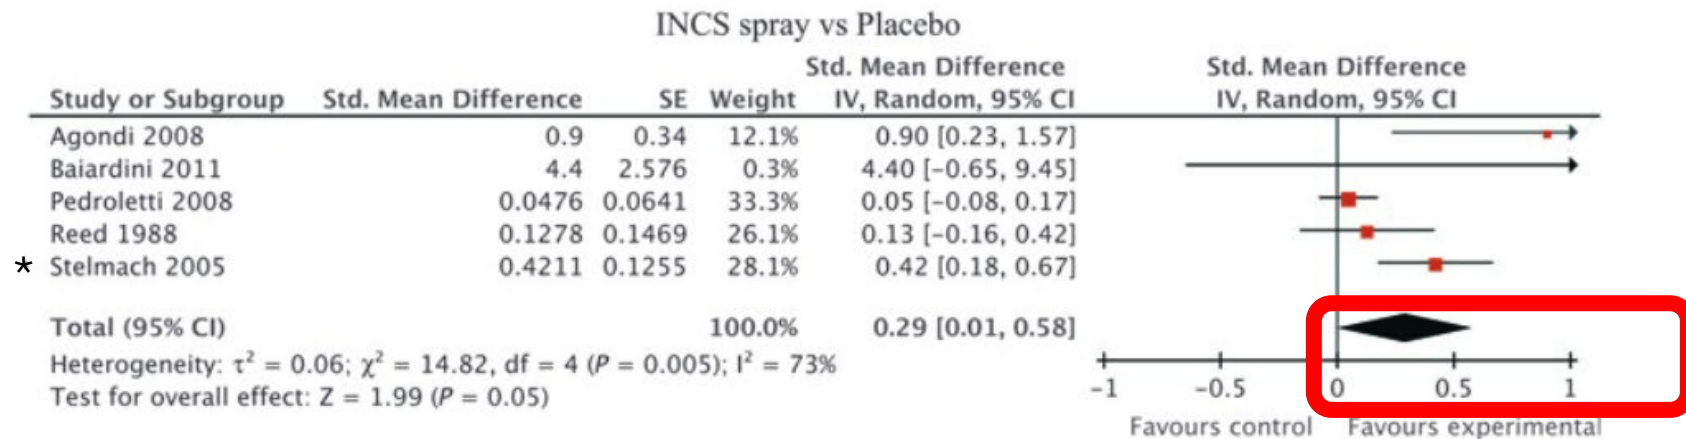 INCS spray vs Placebo
Std. Mean Difference Std. Mean Difference
Study or Subgroup Std. Mean Difference SE Weight IV, Random, 95% CI IV, Random, 95% CI
Agondi 2008 0.9 0.34 12.1% 0.90 [0.23, 1.57]
Baiardini 2011 4.4 2.576 0.3% 4.40 [−0.65, 9.45]
Pedroletti 2008 0.0476 0.0641 33.3% 0.05 [−0.08, 0.17]
Reed 1988 0.1278 0.1469 26.1% 0.13 [−0.16, 0.42]
* Stelmach 2005 0.4211 0.1255 28.1% 0.42 [0.18, 0.67]
Total (95% CI) 100.0% 0.29 [0.01, 0.58]
Heterogeneity: τ² = 0.06; χ² = 14.82, df = 4 (P = 0.005); I² = 73%
Test for overall effect: Z = 1.99 (P = 0.05)
−1 −0.5 0 0.5 1
Favours control Favours experimental